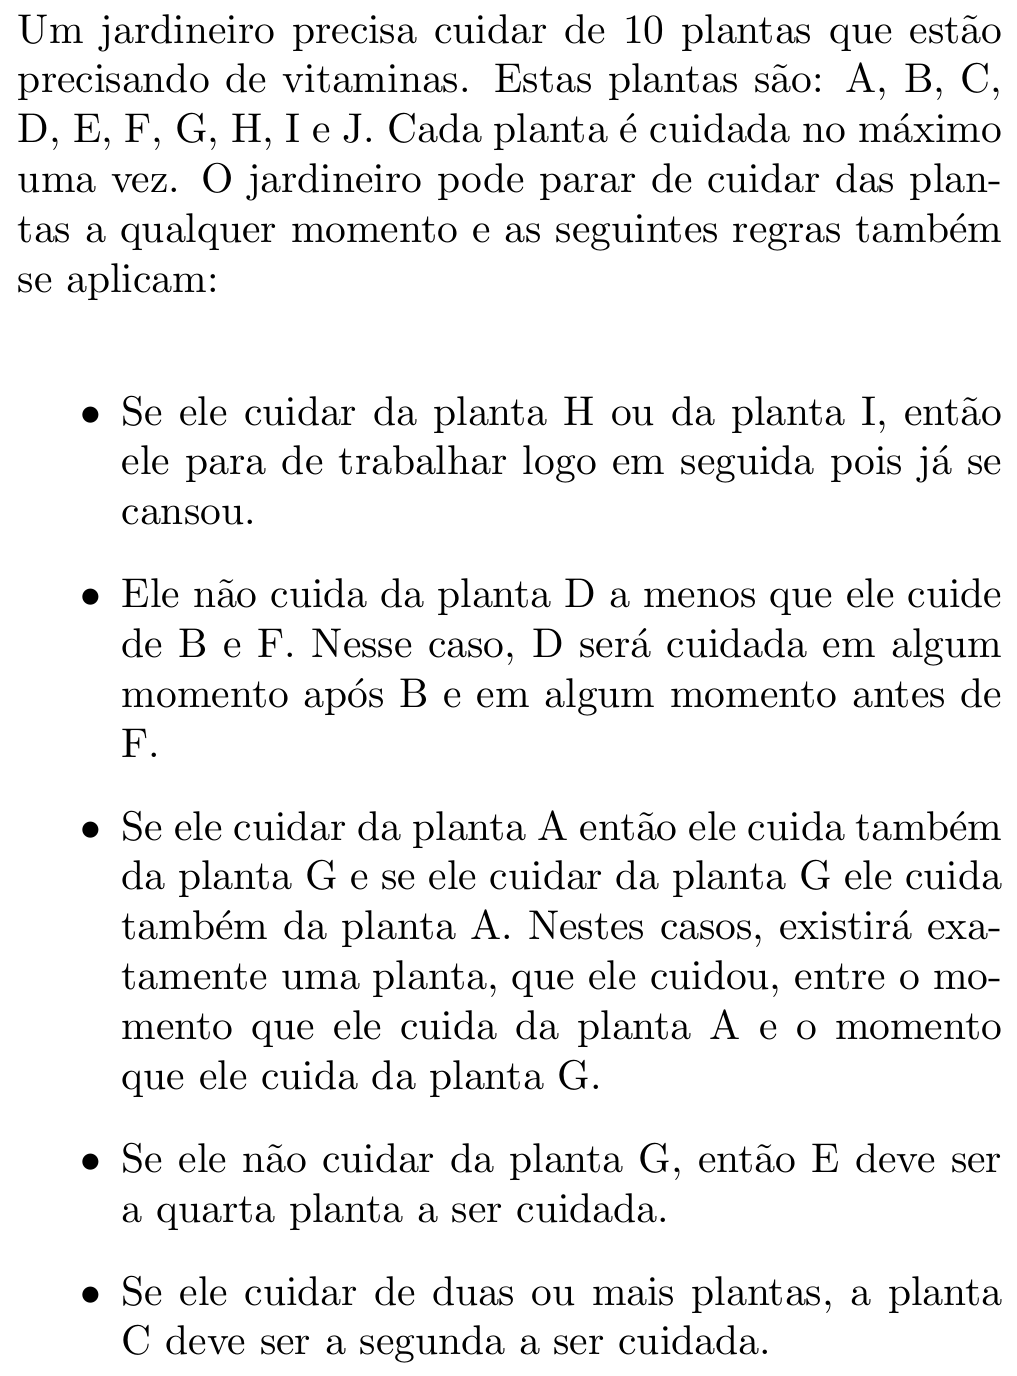 Um jardineiro precisa cuidar de 10 plantas que estão
precisando de vitaminas. Estas plantas são: A, B, C,
D, E, F, G, H, I e J. Cada planta é cuidada no máximo
uma vez. O jardineiro pode parar de cuidar das plan-
tas a qualquer momento e as seguintes regras também
se aplicam:
• Se ele cuidar da planta H ou da planta I, então
ele para de trabalhar logo em seguida pois já se
cansou.
• Ele não cuida da planta D a menos que ele cuide
de B e F. Nesse caso, D será cuidada em algum
momento após B e em algum momento antes de
F.
• Se ele cuidar da planta A então ele cuida também
da planta G e se ele cuidar da planta G ele cuida
também da planta A. Nestes casos, existirá exa-
tamente uma planta, que ele cuidou, entre o mo-
mento que ele cuida da planta A e o momento
que ele cuida da planta G.
• Se ele não cuidar da planta G, então E deve ser
a quarta planta a ser cuidada.
• Se ele cuidar de duas ou mais plantas, a planta
C deve ser a segunda a ser cuidada.